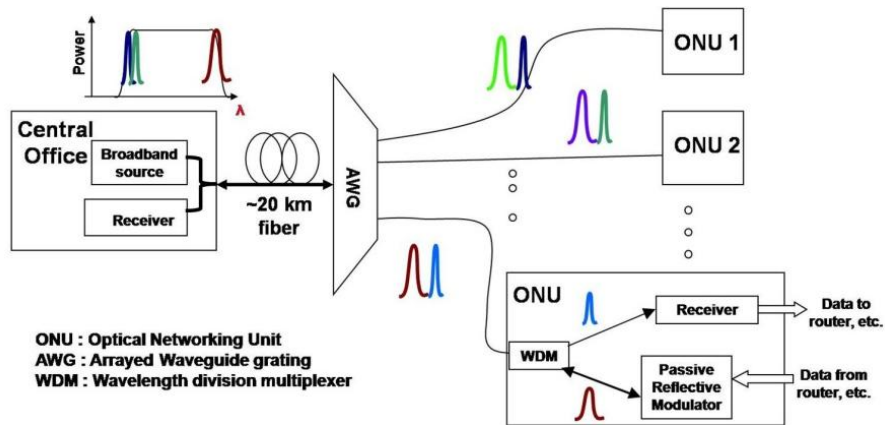 Power
λ
Central
Office
Broadband
source
Receiver
~20 km
fiber
AWG
ONU 1
ONU 2
ONU
WDM
Receiver
Passive
Reflective
Modulator
Data to
router, etc.
Data from
router, etc.
ONU : Optical Networking Unit
AWG : Arrayed Waveguide grating
WDM : Wavelength division multiplexer